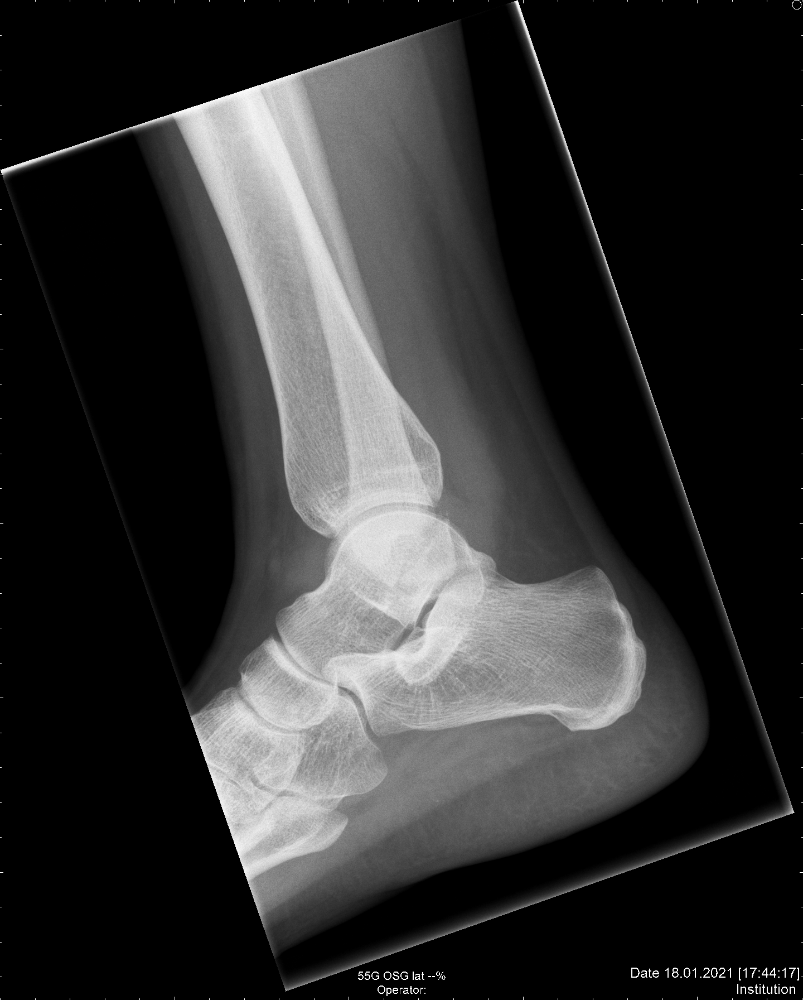 55G OSG lat --%
Operator:
Date 18.01.2021 [17:44:17]
Institution